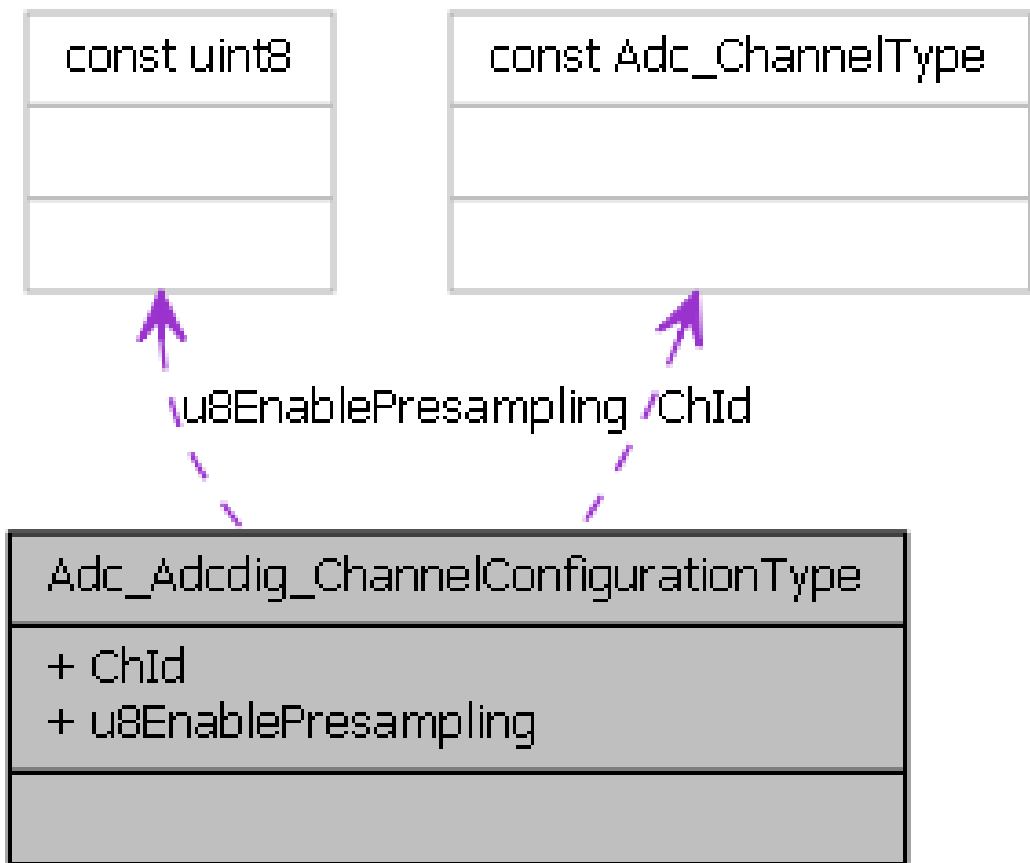 const uint8
const Adc_ChannelType
u8EnablePresampling
ChId
Adc_Adcdig_ChannelConfigurationType
+ ChId
+ u8EnablePresampling